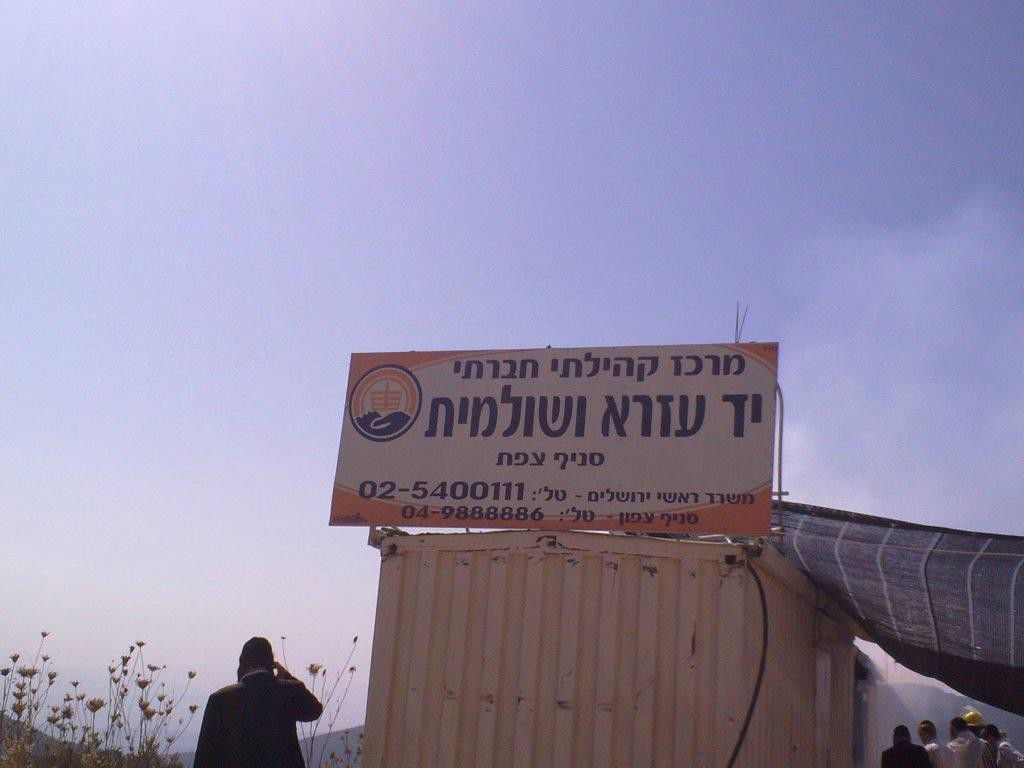 מרכז קהילתי חברתי
יד עזרא ושולמית
סניף צפת
משרד ראשי ירושלים - טל': 02-5400111
סניף צפון - טל': 04-9888886